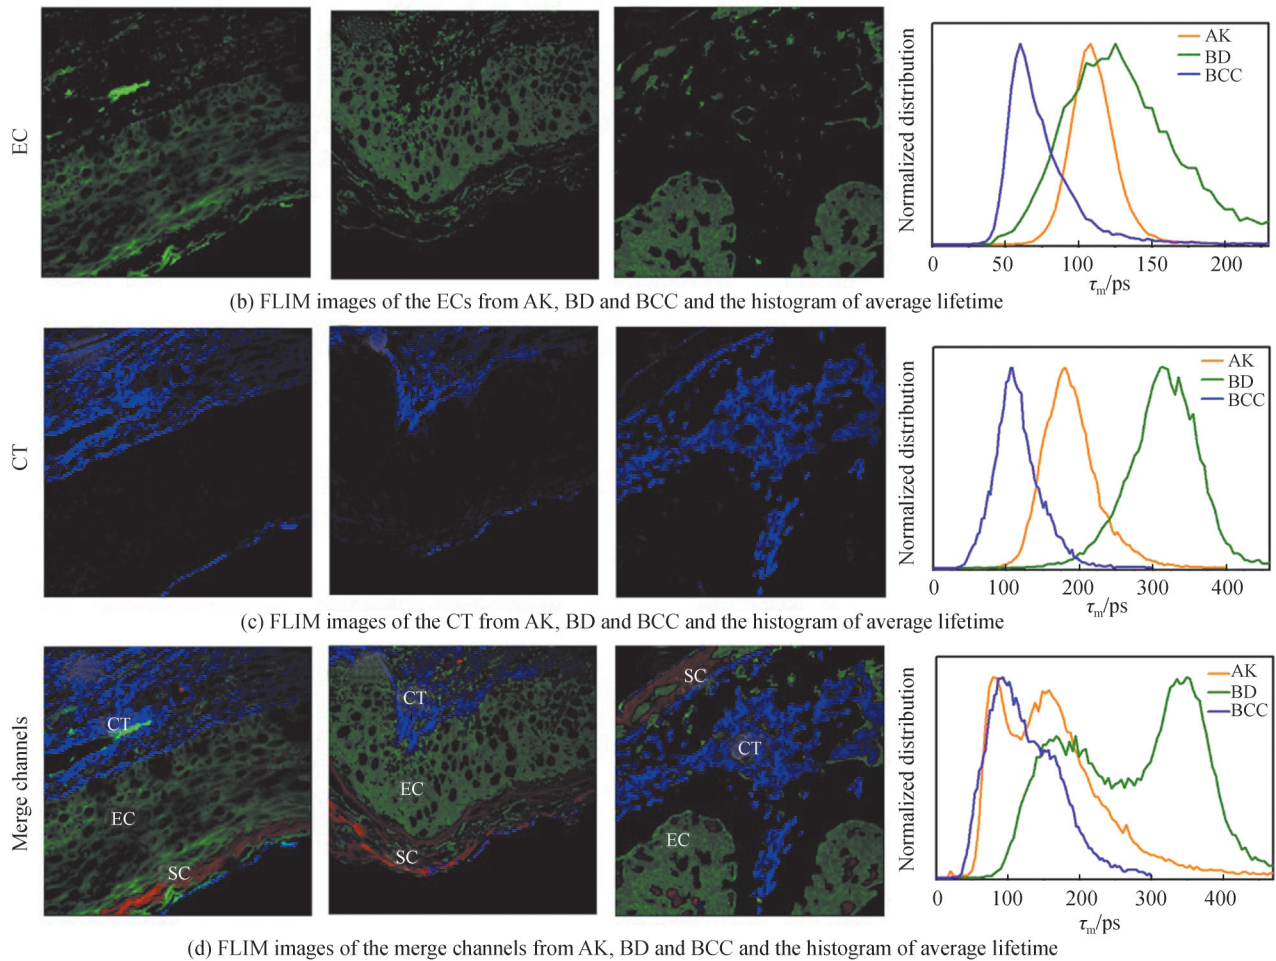 EC
Normalized distribution
AK
BD
BCC
0 50 100 150 200
τm/ps
(b) FLIM images of the ECs from AK, BD and BCC and the histogram of average lifetime
CT
Normalized distribution
AK
BD
BCC
0 100 200 300 400
τm/ps
(c) FLIM images of the CT from AK, BD and BCC and the histogram of average lifetime
Merge channels
CT
EC
SC
CT
EC
SC
SC
CT
EC
Normalized distribution
AK
BD
BCC
0 100 200 300 400
τm/ps
(d) FLIM images of the merge channels from AK, BD and BCC and the histogram of average lifetime